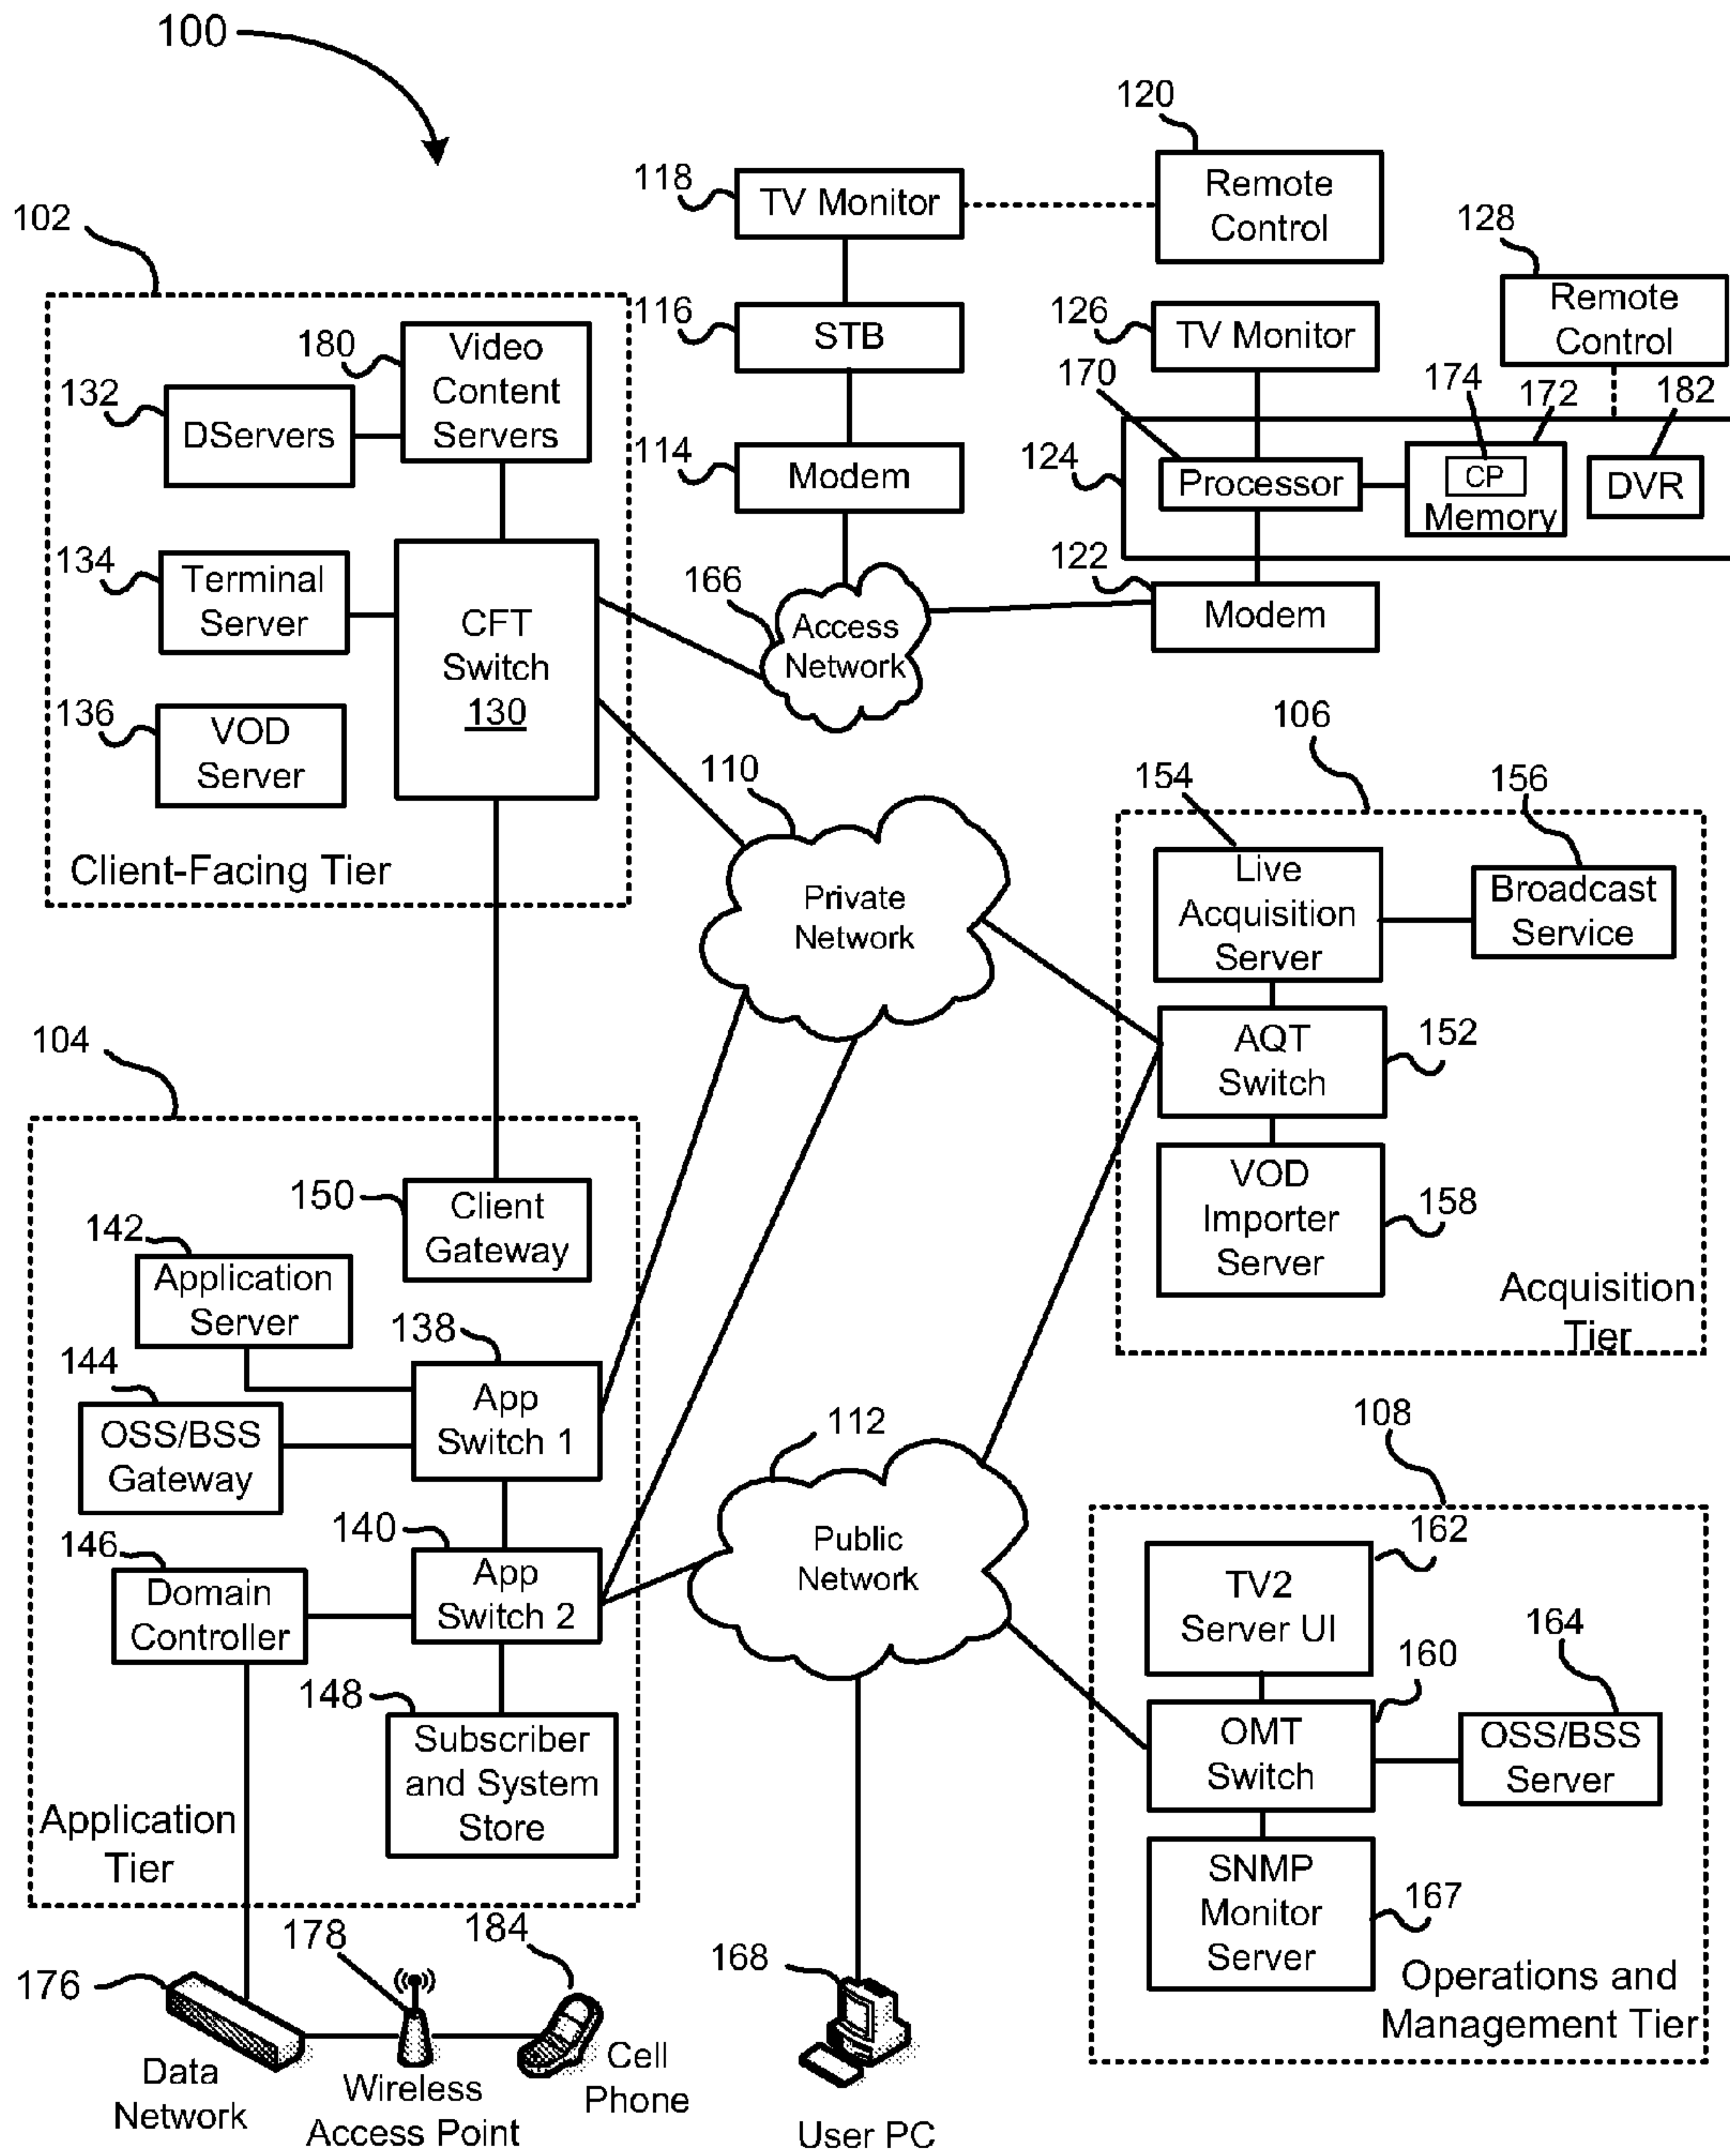 100
120
118
TV Monitor
Remote
Control
102
128
116
STB
126
TV Monitor
Remote
Control
180
Video
Content
Servers
170
174
172
182
132
DServers
114
Modem
124
Processor
CP
Memory
DVR
134
Terminal
Server
CFT
Switch
130
166
Access
Network
122
Modem
136
VOD
Server
106
110
154
156
Client-Facing Tier
Private
Network
Live
Acquisition
Server
Broadcast
Service
104
AQT
Switch
152
150
Client
Gateway
VOD
Importer
Server
158
142
Application
Server
Acquisition
Tier
138
144
App
Switch 1
OSS/BSS
Gateway
112
108
140
146
App
Switch 2
Domain
Controller
Public
Network
162
TV2
Server UI
164
160
148
Subscriber
and System
Store
OMT
Switch
OSS/BSS
Server
Application
Tier
SNMP
Monitor
Server
167
178
184
168
176
Operations and
Management Tier
Data
Network
Wireless
Access Point
Cell
Phone
User PC